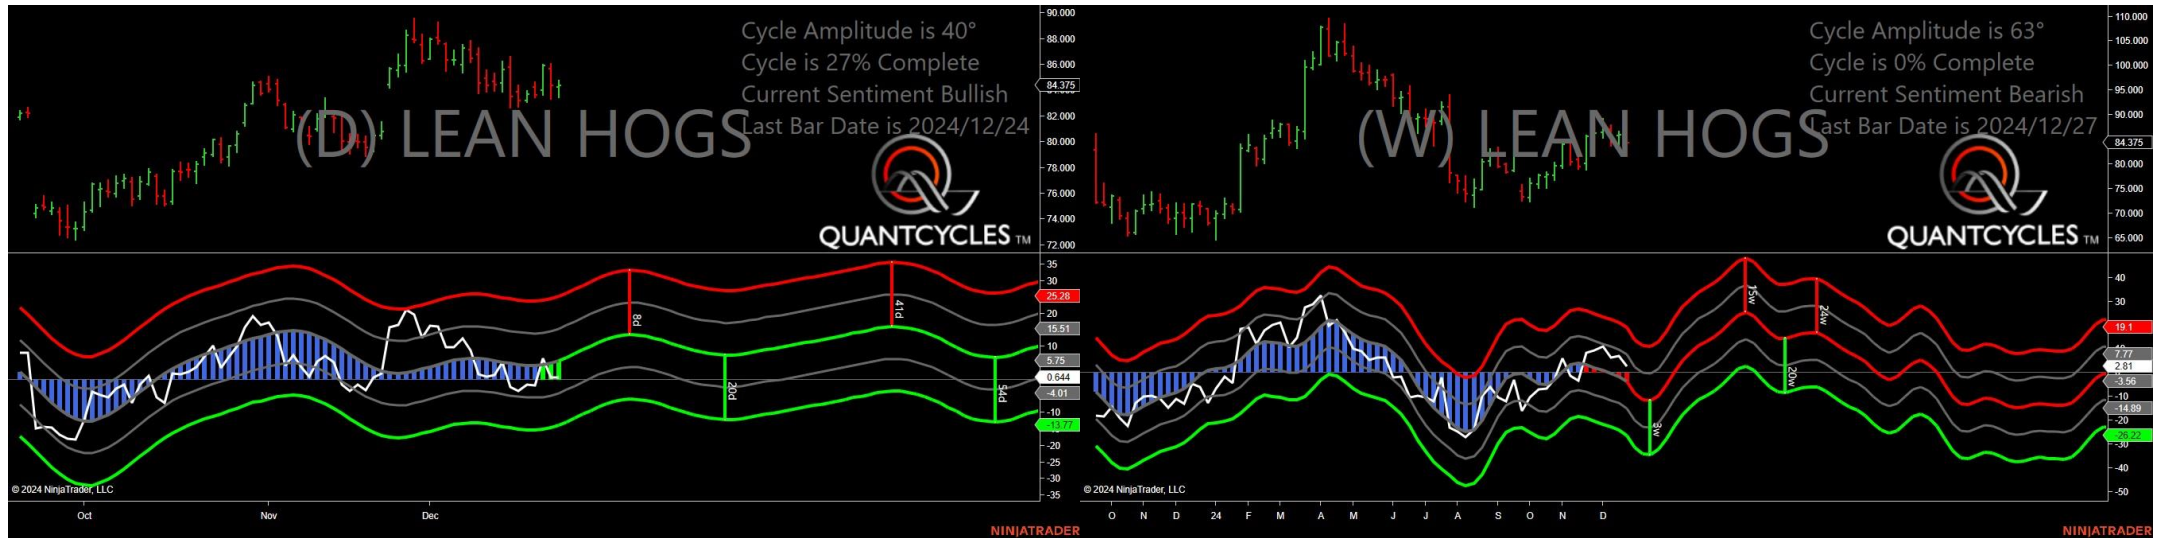 Cycle Amplitude is 40°
Cycle is 27% Complete
Current Sentiment Bullish
Last Bar Date is 2024/12/24
(D) LEAN HOGS
QUANTCYCLES TM
90.000
88.000
86.000
84.375
82.000
80.000
78.000
76.000
74.000
72.000
35
30
25.28
20
15.51
10
5.75
0.644
-4.01
-10
-13.77
-20
-25
-30
-35
8d
20d
41d
54d
© 2024 NinjaTrader, LLC
Oct Nov Dec
NINJATRADER
Cycle Amplitude is 63°
Cycle is 0% Complete
Current Sentiment Bearish
Last Bar Date is 2024/12/27
(W) LEAN HOGS
QUANTCYCLES TM
110.000
105.000
100.000
95.000
90.000
84.375
80.000
75.000
70.000
65.000
40
30
19.1
7.77
2.81
-3.56
-10
-14.89
-20
-26.22
-30
-40
-50
3w
15w
20w
24w
© 2024 NinjaTrader, LLC
O N D 24 F M A M J J A S O N D
NINJATRADER